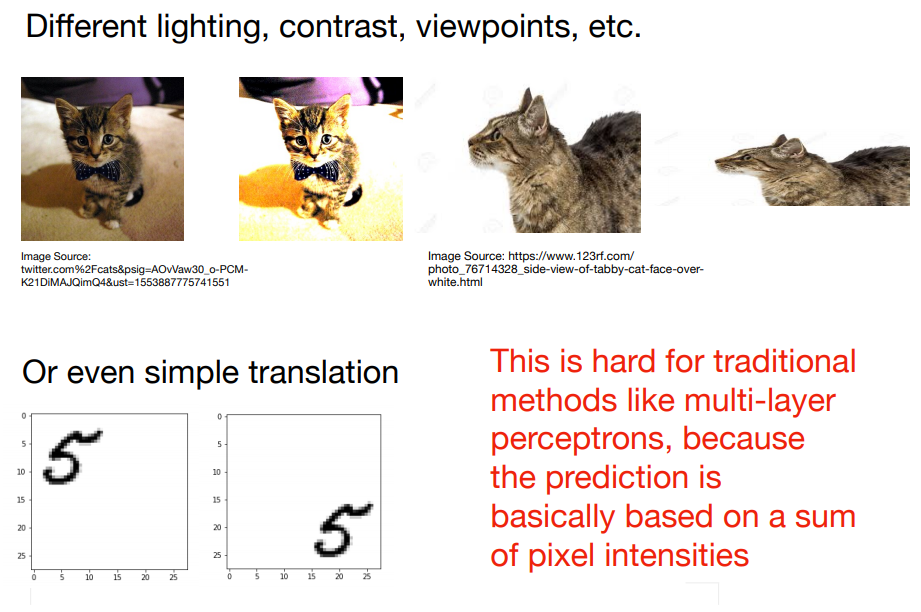 Different lighting, contrast, viewpoints, etc.
Image Source:
twitter.com%2Fcats&psig=AOvVaw30_o-PCM-
K21DiMAJQimQ4&ust=1553887775741551
Image Source: https://www.123rf.com/
photo_76714328_side-view-of-tabby-cat-face-over-
white.html
Or even simple translation
0
5
10
15
20
25
0 5 10 15 20 25
0
5
10
15
20
25
0 5 10 15 20 25
5
5
This is hard for traditional
methods like multi-layer
perceptrons, because
the prediction is
basically based on a sum
of pixel intensities